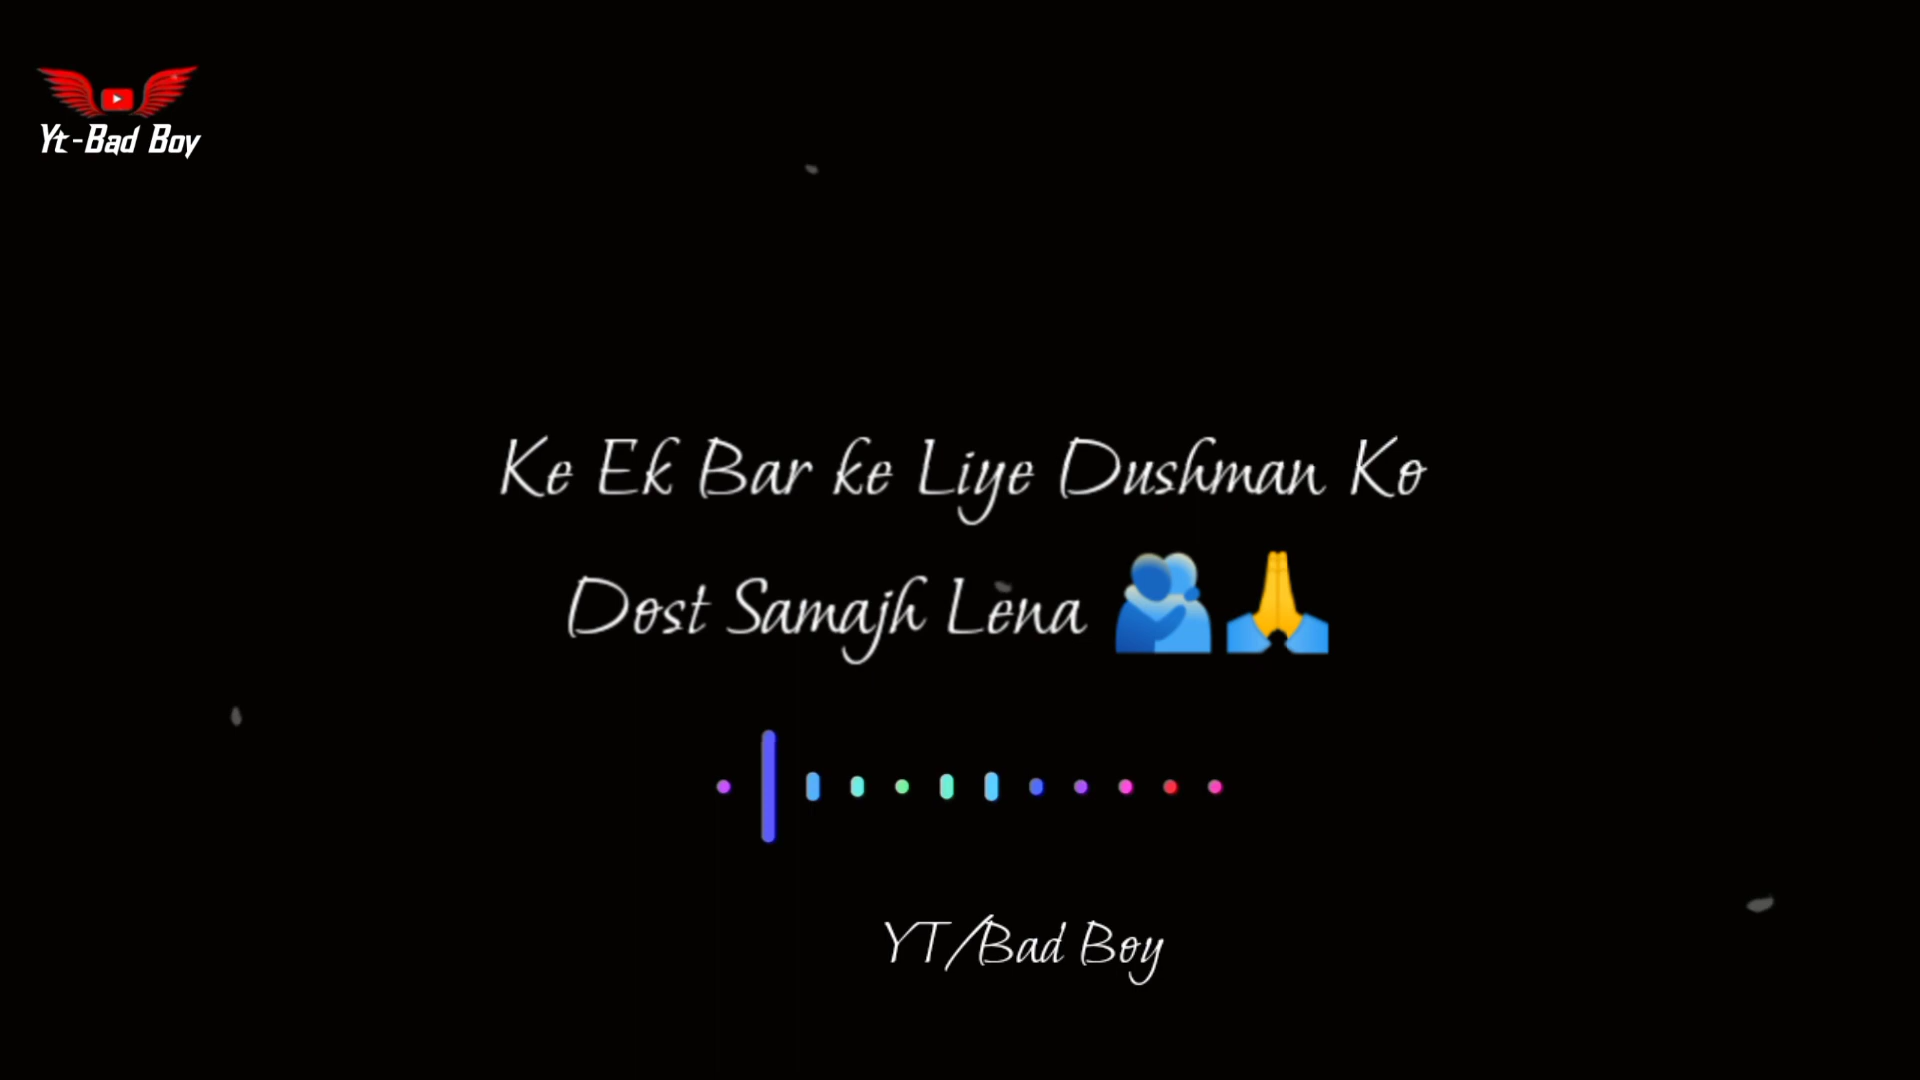 Yt-Bad Boy
Ke Ek Bar ke Liye Dushman Ko
Dost Samajh Lena 🫂🙏
YT/Bad Boy